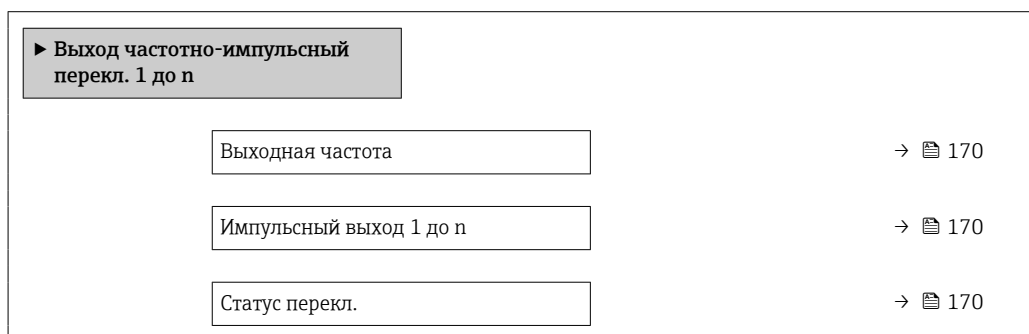 ► Выход частотно-импульсный
перекл. 1 до n
Выходная частота → 170
Импульсный выход 1 до n → 170
Статус перекл. → 170